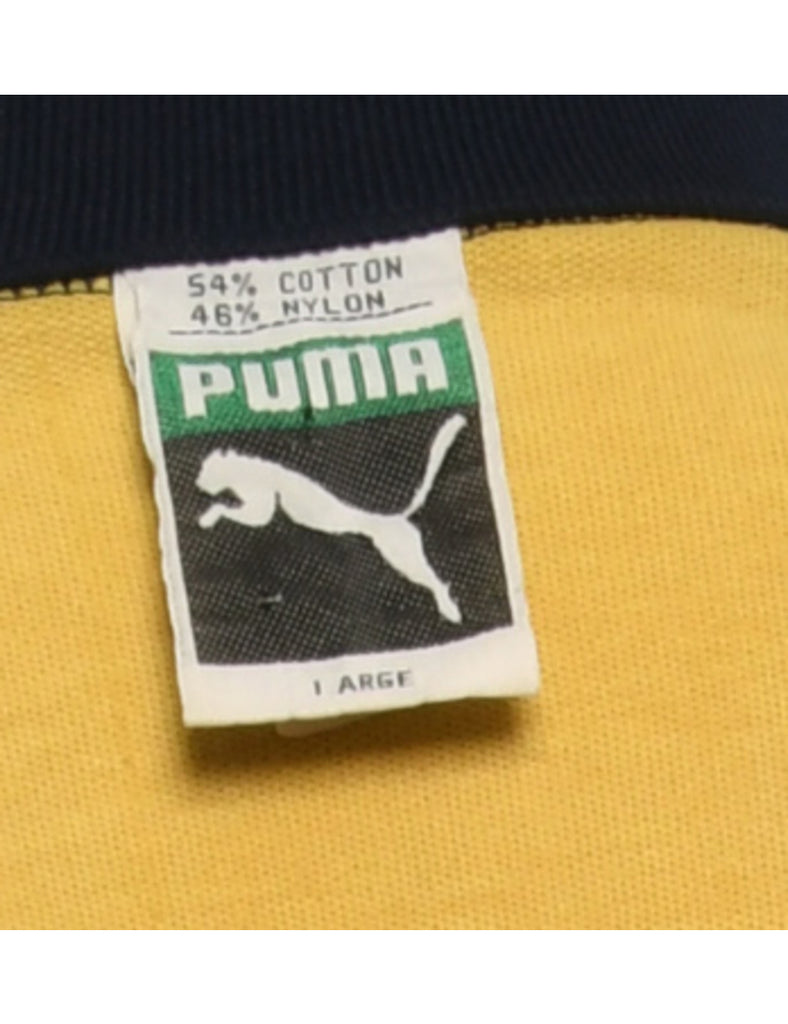 54% COTTON
46% NYLON
PUMA
LARGE